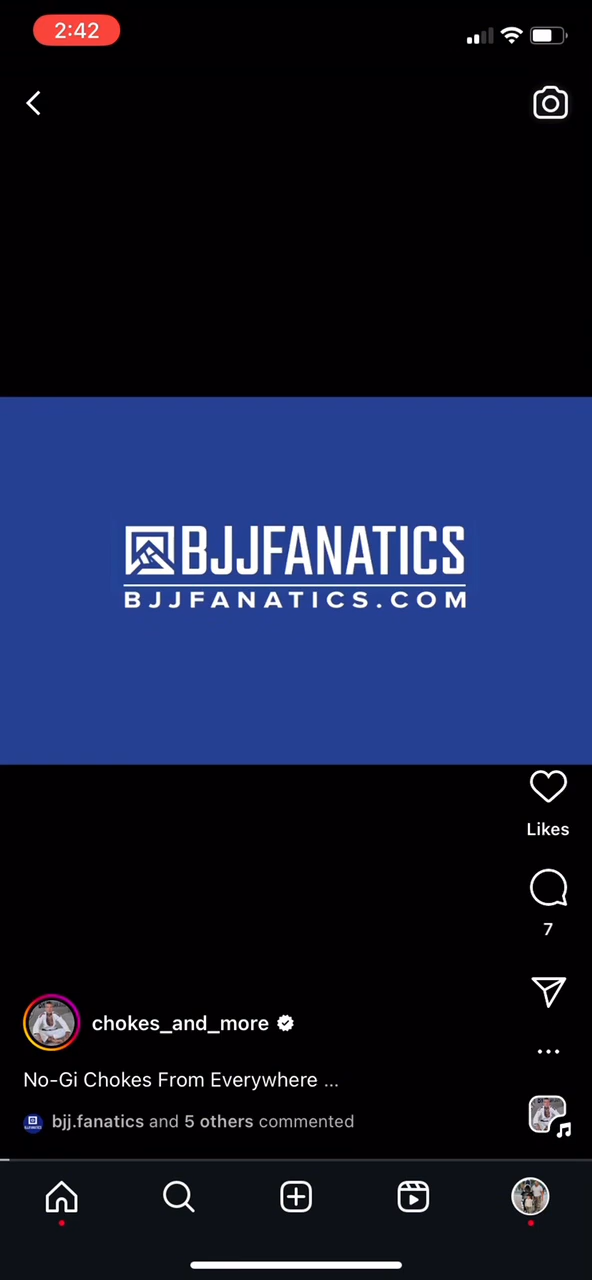 2:42
BJJFANATICS
BJJFANATICS.COM
Likes
7
chokes_and_more
No-Gi Chokes From Everywhere ...
bjj.fanatics and 5 others commented